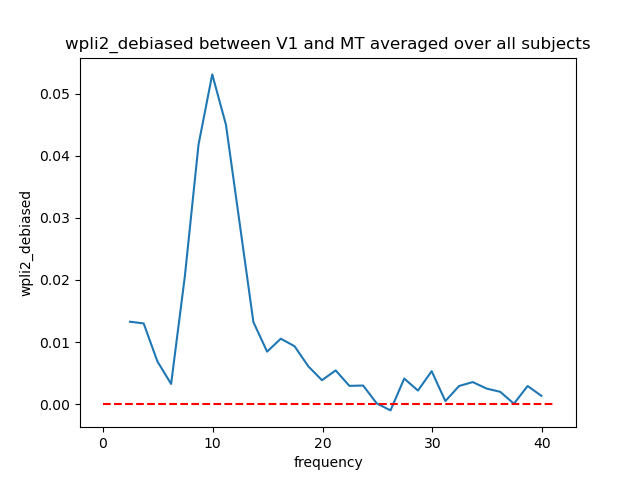 wpli2_debiased between V1 and MT averaged over all subjects
0.05
0.04
0.03
0.02
0.01
0.00
wpli2_debiased
0 10 20 30 40
frequency